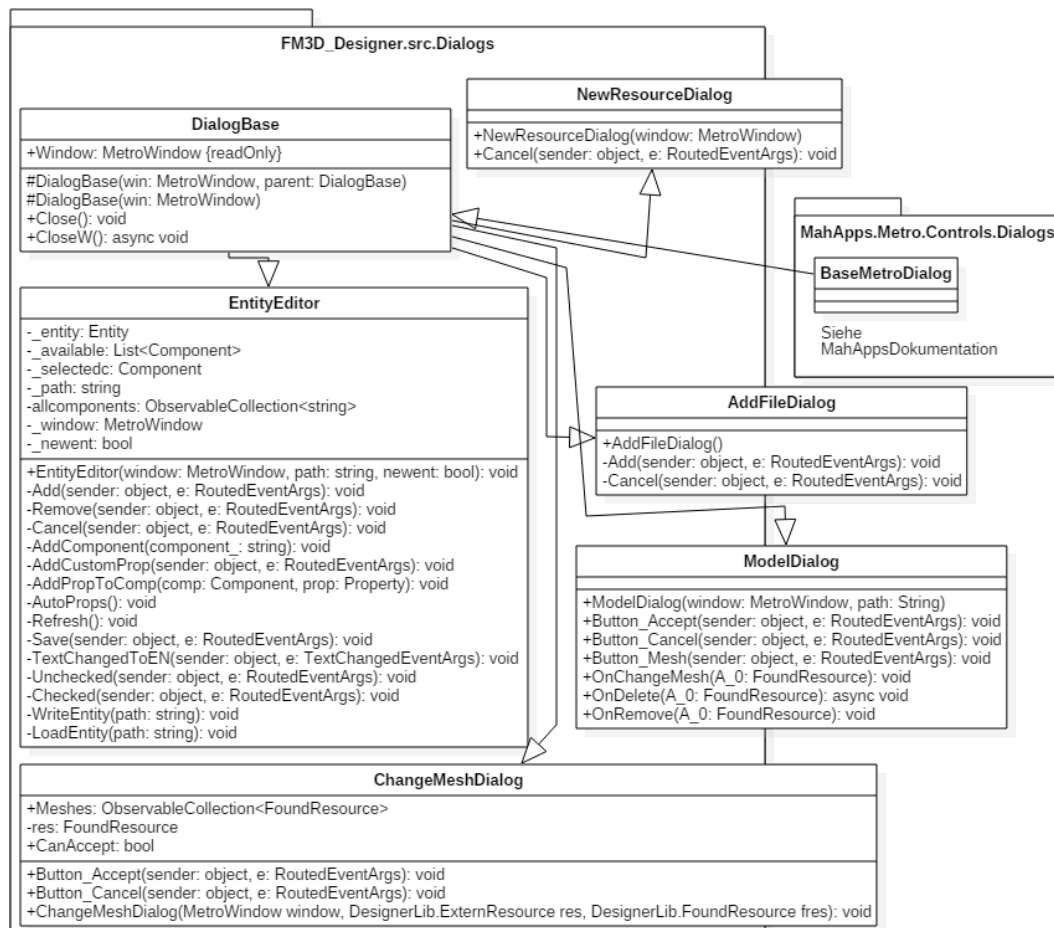 FM3D_Designer.src.Dialogs
NewResourceDialog
+NewResourceDialog(window: MetroWindow)
+Cancel(sender: object, e: RoutedEventArgs): void
DialogBase
+Window: MetroWindow {readOnly}
#DialogBase(win: MetroWindow, parent: DialogBase)
#DialogBase(win: MetroWindow)
+Close(): void
+CloseW(): async void
MahApps.Metro.Controls.Dialogs
BaseMetroDialog
Siehe
MahAppsDokumentation
EntityEditor
-_entity: Entity
-_available: List<Component>
-_selectedc: Component
-_path: string
-allcomponents: ObservableCollection<string>
-_window: MetroWindow
-_newent: bool
+EntityEditor(window: MetroWindow, path: string, newent: bool): void
-Add(sender: object, e: RoutedEventArgs): void
-Remove(sender: object, e: RoutedEventArgs): void
-Cancel(sender: object, e: RoutedEventArgs): void
-AddComponent(component_: string): void
-AddCustomProp(sender: object, e: RoutedEventArgs): void
-AddPropToComp(comp: Component, prop: Property): void
-AutoProps(): void
-Refresh(): void
-Save(sender: object, e: RoutedEventArgs): void
-TextChangedToEN(sender: object, e: TextChangedEventArgs): void
-Unchecked(sender: object, e: RoutedEventArgs): void
-Checked(sender: object, e: RoutedEventArgs): void
-WriteEntity(path: string): void
-LoadEntity(path: string): void
AddFileDialog
+AddFileDialog()
-Add(sender: object, e: RoutedEventArgs): void
-Cancel(sender: object, e: RoutedEventArgs): void
ModelDialog
+ModelDialog(window: MetroWindow, path: String)
+Button_Accept(sender: object, e: RoutedEventArgs): void
+Button_Cancel(sender: object, e: RoutedEventArgs): void
+Button_Mesh(sender: object, e: RoutedEventArgs): void
+OnChangeMesh(A_0: FoundResource): void
+OnDelete(A_0: FoundResource): async void
+OnRemove(A_0: FoundResource): void
ChangeMeshDialog
+Meshes: ObservableCollection<FoundResource>
-res: FoundResource
+CanAccept: bool
+Button_Accept(sender: object, e: RoutedEventArgs): void
+Button_Cancel(sender: object, e: RoutedEventArgs): void
+ChangeMeshDialog(MetroWindow window, DesignerLib.ExternResource res, DesignerLib.FoundResource fres): void